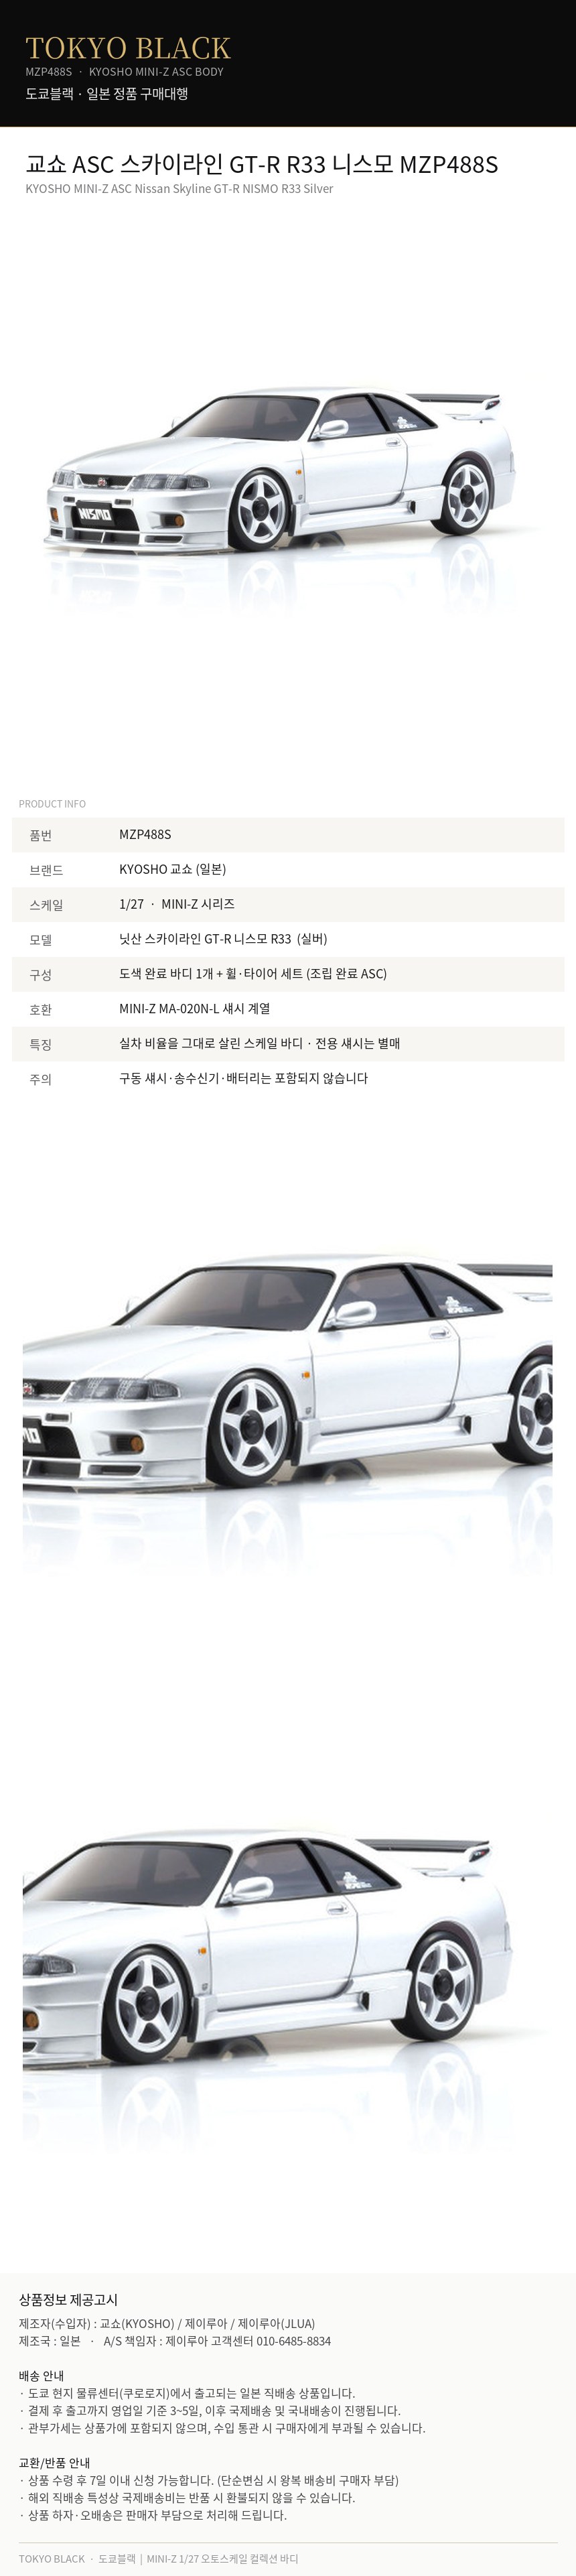 TOKYO BLACK
MZP488S · KYOSHO MINI-Z ASC BODY
도쿄블랙 · 일본 정품 구매대행
교쇼 ASC 스카이라인 GT-R R33 니스모 MZP488S
KYOSHO MINI-Z ASC Nissan Skyline GT-R NISMO R33 Silver
NISMO
PRODUCT INFO
품번 MZP488S
브랜드 KYOSHO 교쇼 (일본)
스케일 1/27 · MINI-Z 시리즈
모델 닛산 스카이라인 GT-R 니스모 R33 (실버)
구성 도색 완료 바디 1개 + 휠·타이어 세트 (조립 완료 ASC)
호환 MINI-Z MA-020N-L 섀시 계열
특징 실차 비율을 그대로 살린 스케일 바디 · 전용 섀시는 별매
주의 구동 섀시·송수신기·배터리는 포함되지 않습니다
상품정보 제공고시
제조자(수입자) : 교쇼(KYOSHO) / 제이루아 / 제이루아(JLUA)
제조국 : 일본 · A/S 책임자 : 제이루아 고객센터 010-6485-8834
배송 안내
· 도쿄 현지 물류센터(쿠로로지)에서 출고되는 일본 직배송 상품입니다.
· 결제 후 출고까지 영업일 기준 3~5일, 이후 국제배송 및 국내배송이 진행됩니다.
· 관부가세는 상품가에 포함되지 않으며, 수입 통관 시 구매자에게 부과될 수 있습니다.
교환/반품 안내
· 상품 수령 후 7일 이내 신청 가능합니다. (단순변심 시 왕복 배송비 구매자 부담)
· 해외 직배송 특성상 국제배송비는 반품 시 환불되지 않을 수 있습니다.
· 상품 하자·오배송은 판매자 부담으로 처리해 드립니다.
TOKYO BLACK · 도쿄블랙 | MINI-Z 1/27 오토스케일 컬렉션 바디